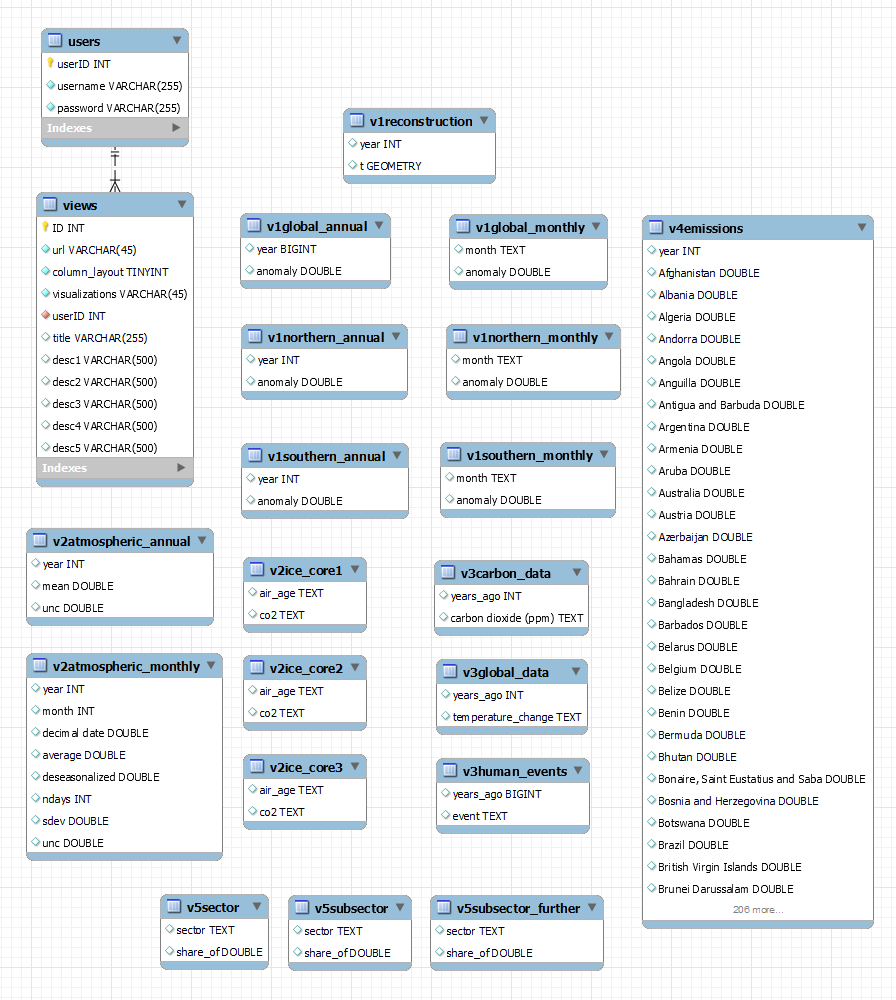 users
userID INT
username VARCHAR(255)
password VARCHAR(255)
Indexes
views
ID INT
url VARCHAR(45)
column_layout TINYINT
visualizations VARCHAR(45)
userID INT
title VARCHAR(255)
desc1 VARCHAR(500)
desc2 VARCHAR(500)
desc3 VARCHAR(500)
desc4 VARCHAR(500)
desc5 VARCHAR(500)
Indexes
v1reconstruction
year INT
t GEOMETRY
v1global_annual
year BIGINT
anomaly DOUBLE
v1global_monthly
month TEXT
anomaly DOUBLE
v1northern_annual
year INT
anomaly DOUBLE
v1northern_monthly
month TEXT
anomaly DOUBLE
v1southern_annual
year INT
anomaly DOUBLE
v1southern_monthly
month TEXT
anomaly DOUBLE
v2atmospheric_annual
year INT
mean DOUBLE
unc DOUBLE
v2atmospheric_monthly
year INT
month INT
decimal date DOUBLE
average DOUBLE
deseasonalized DOUBLE
ndays INT
sdev DOUBLE
unc DOUBLE
v2ice_core1
air_age TEXT
co2 TEXT
v2ice_core2
air_age TEXT
co2 TEXT
v2ice_core3
air_age TEXT
co2 TEXT
v3carbon_data
years_ago INT
carbon dioxide (ppm) TEXT
v3global_data
years_ago INT
temperature_change TEXT
v3human_events
years_ago BIGINT
event TEXT
v4emissions
year INT
Afghanistan DOUBLE
Albania DOUBLE
Algeria DOUBLE
Andorra DOUBLE
Angola DOUBLE
Anguilla DOUBLE
Antigua and Barbuda DOUBLE
Argentina DOUBLE
Armenia DOUBLE
Aruba DOUBLE
Australia DOUBLE
Austria DOUBLE
Azerbaijan DOUBLE
Bahamas DOUBLE
Bahrain DOUBLE
Bangladesh DOUBLE
Barbados DOUBLE
Belarus DOUBLE
Belgium DOUBLE
Belize DOUBLE
Benin DOUBLE
Bermuda DOUBLE
Bhutan DOUBLE
Bonaire, Saint Eustatius and Saba DOUBLE
Bosnia and Herzegovina DOUBLE
Botswana DOUBLE
Brazil DOUBLE
British Virgin Islands DOUBLE
Brunei Darussalam DOUBLE
206 more...
v5sector
sector TEXT
share_of DOUBLE
v5subsector
sector TEXT
share_of DOUBLE
v5subsector_further
sector TEXT
share_of DOUBLE